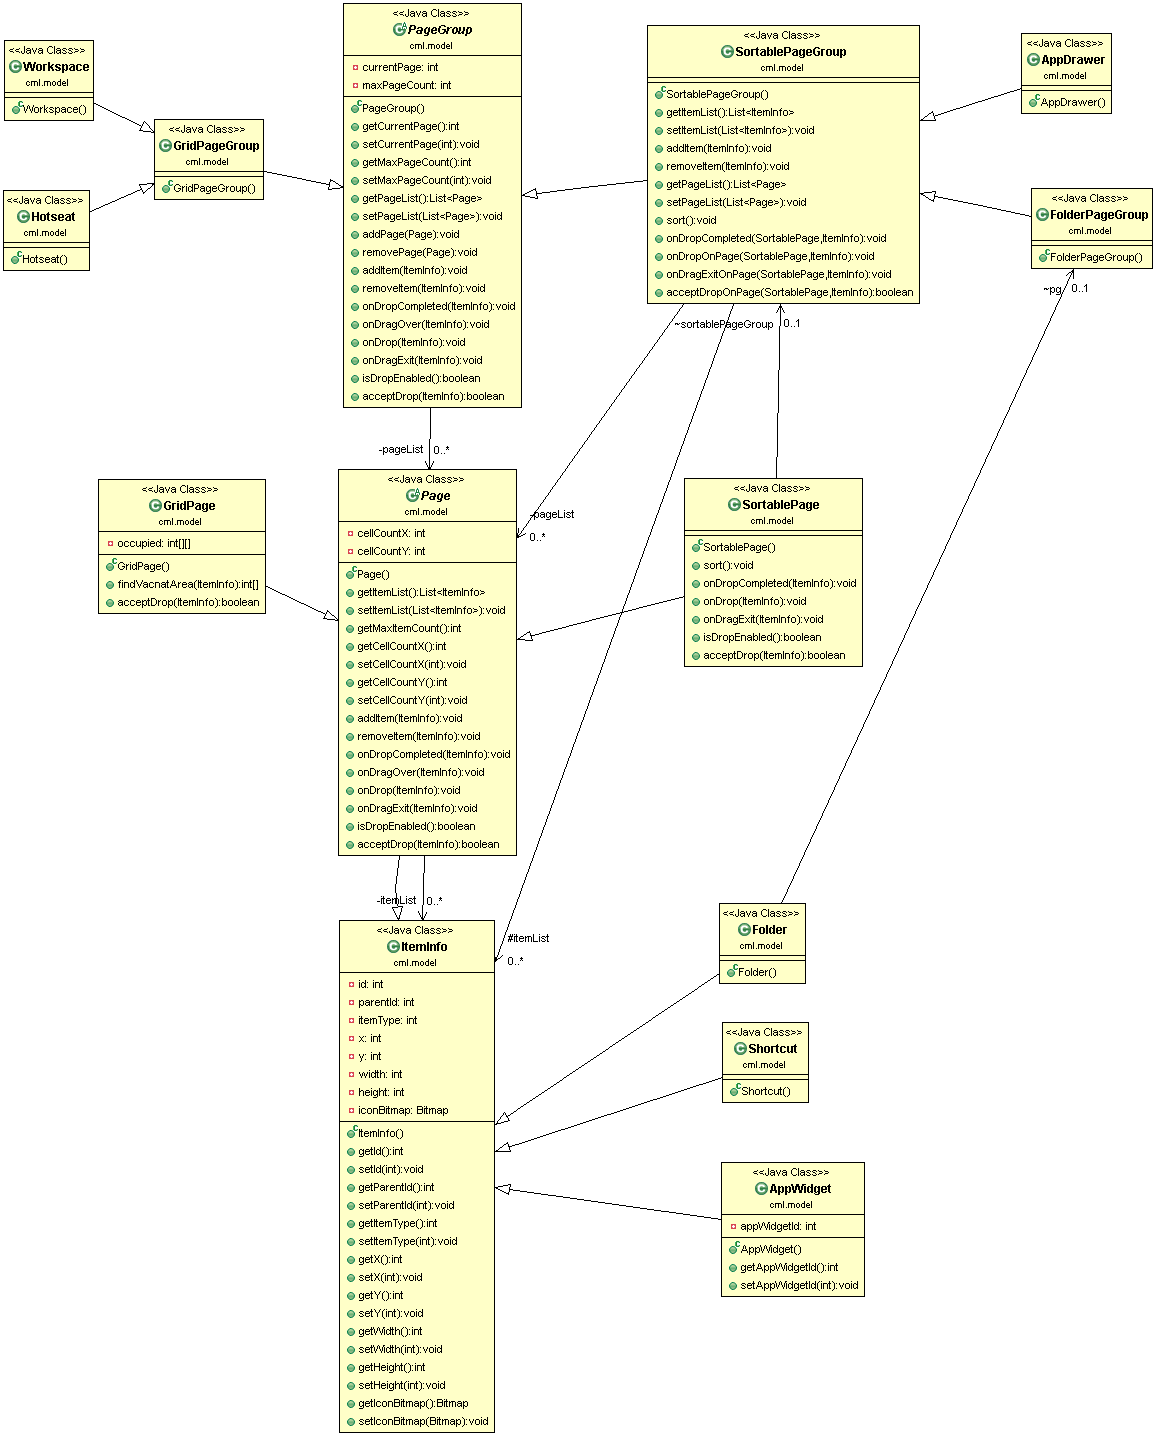 <<Java Class>>
Workspace
cml.model
Workspace()
<<Java Class>>
Hotseat
cml.model
Hotseat()
<<Java Class>>
GridPageGroup
cml.model
GridPageGroup()
<<Java Class>>
PageGroup
cml.model
currentPage: int
maxPageCount: int
PageGroup()
getCurrentPage():int
setCurrentPage(int):void
getMaxPageCount():int
setMaxPageCount(int):void
getPageList():List<Page>
setPageList(List<Page>):void
addPage(Page):void
removePage(Page):void
addItem(ItemInfo):void
removeItem(ItemInfo):void
onDropCompleted(ItemInfo):void
onDragOver(ItemInfo):void
onDrop(ItemInfo):void
onDragExit(ItemInfo):void
isDropEnabled():boolean
acceptDrop(ItemInfo):boolean
<<Java Class>>
SortablePageGroup
cml.model
SortablePageGroup()
getItemList():List<ItemInfo>
setItemList(List<ItemInfo>):void
addItem(ItemInfo):void
removeItem(ItemInfo):void
getPageList():List<Page>
setPageList(List<Page>):void
sort():void
onDropCompleted(SortablePage,ItemInfo):void
onDropOnPage(SortablePage,ItemInfo):void
onDragExitOnPage(SortablePage,ItemInfo):void
acceptDropOnPage(SortablePage,ItemInfo):boolean
<<Java Class>>
AppDrawer
cml.model
AppDrawer()
<<Java Class>>
FolderPageGroup
cml.model
FolderPageGroup()
~pg 0..1
~sortablePageGroup 0..1
-pageList 0..*
<<Java Class>>
GridPage
cml.model
occupied: int[][]
GridPage()
findVacnatArea(ItemInfo):int[]
acceptDrop(ItemInfo):boolean
<<Java Class>>
Page
cml.model
cellCountX: int
cellCountY: int
Page()
getItemList():List<ItemInfo>
setItemList(List<ItemInfo>):void
getMaxItemCount():int
getCellCountX():int
setCellCountX(int):void
getCellCountY():int
setCellCountY(int):void
addItem(ItemInfo):void
removeItem(ItemInfo):void
onDropCompleted(ItemInfo):void
onDragOver(ItemInfo):void
onDrop(ItemInfo):void
onDragExit(ItemInfo):void
isDropEnabled():boolean
acceptDrop(ItemInfo):boolean
-pageList
0..*
<<Java Class>>
SortablePage
cml.model
SortablePage()
sort():void
onDropCompleted(ItemInfo):void
onDrop(ItemInfo):void
onDragExit(ItemInfo):void
isDropEnabled():boolean
acceptDrop(ItemInfo):boolean
-itemList 0..*
#itemList
0..*
<<Java Class>>
ItemInfo
cml.model
id: int
parentId: int
itemType: int
x: int
y: int
width: int
height: int
iconBitmap: Bitmap
ItemInfo()
getId():int
setId(int):void
getParentId():int
setParentId(int):void
getItemType():int
setItemType(int):void
getX():int
setX(int):void
getY():int
setY(int):void
getWidth():int
setWidth(int):void
getHeight():int
setHeight(int):void
getIconBitmap():Bitmap
setIconBitmap(Bitmap):void
<<Java Class>>
Folder
cml.model
Folder()
<<Java Class>>
Shortcut
cml.model
Shortcut()
<<Java Class>>
AppWidget
cml.model
appWidgetId: int
AppWidget()
getAppWidgetId():int
setAppWidgetId(int):void